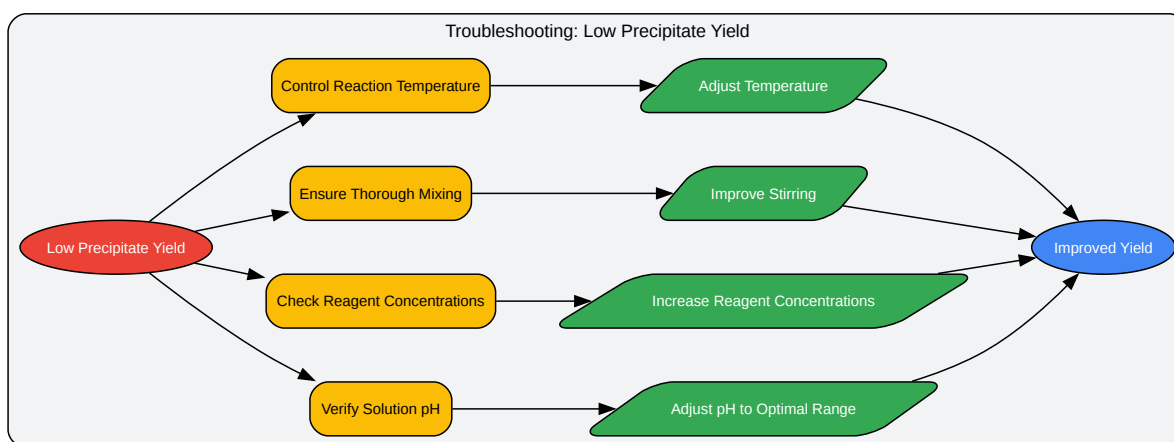 Troubleshooting: Low Precipitate Yield
Control Reaction Temperature
Adjust Temperature
Ensure Thorough Mixing
Improve Stirring
Low Precipitate Yield
Improved Yield
Check Reagent Concentrations
Increase Reagent Concentrations
Verify Solution pH
Adjust pH to Optimal Range